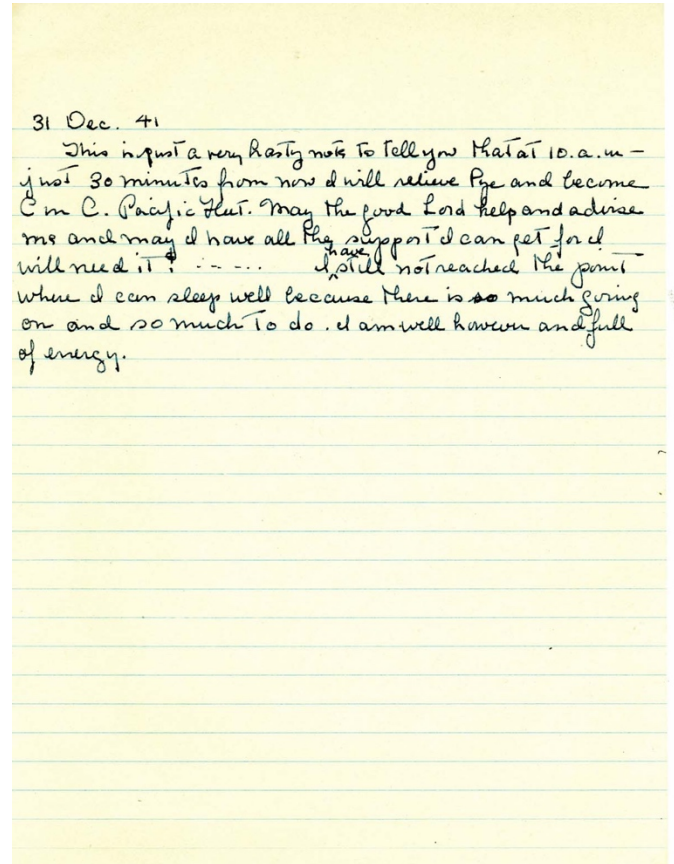 31 Dec. 41
This is just a very hasty note to tell you that at 10.a.m –
just 30 minutes from now I will relieve Pye and become
C in C. Pacific Fleet. May the good Lord help and advise
me and may I have all the support I can get for I
will need it! ‐ ‐ ‐ ‐ ‐ I have still not reached the point
where I can sleep well because there is so much going
on and so much to do. I am well however and full
of energy.